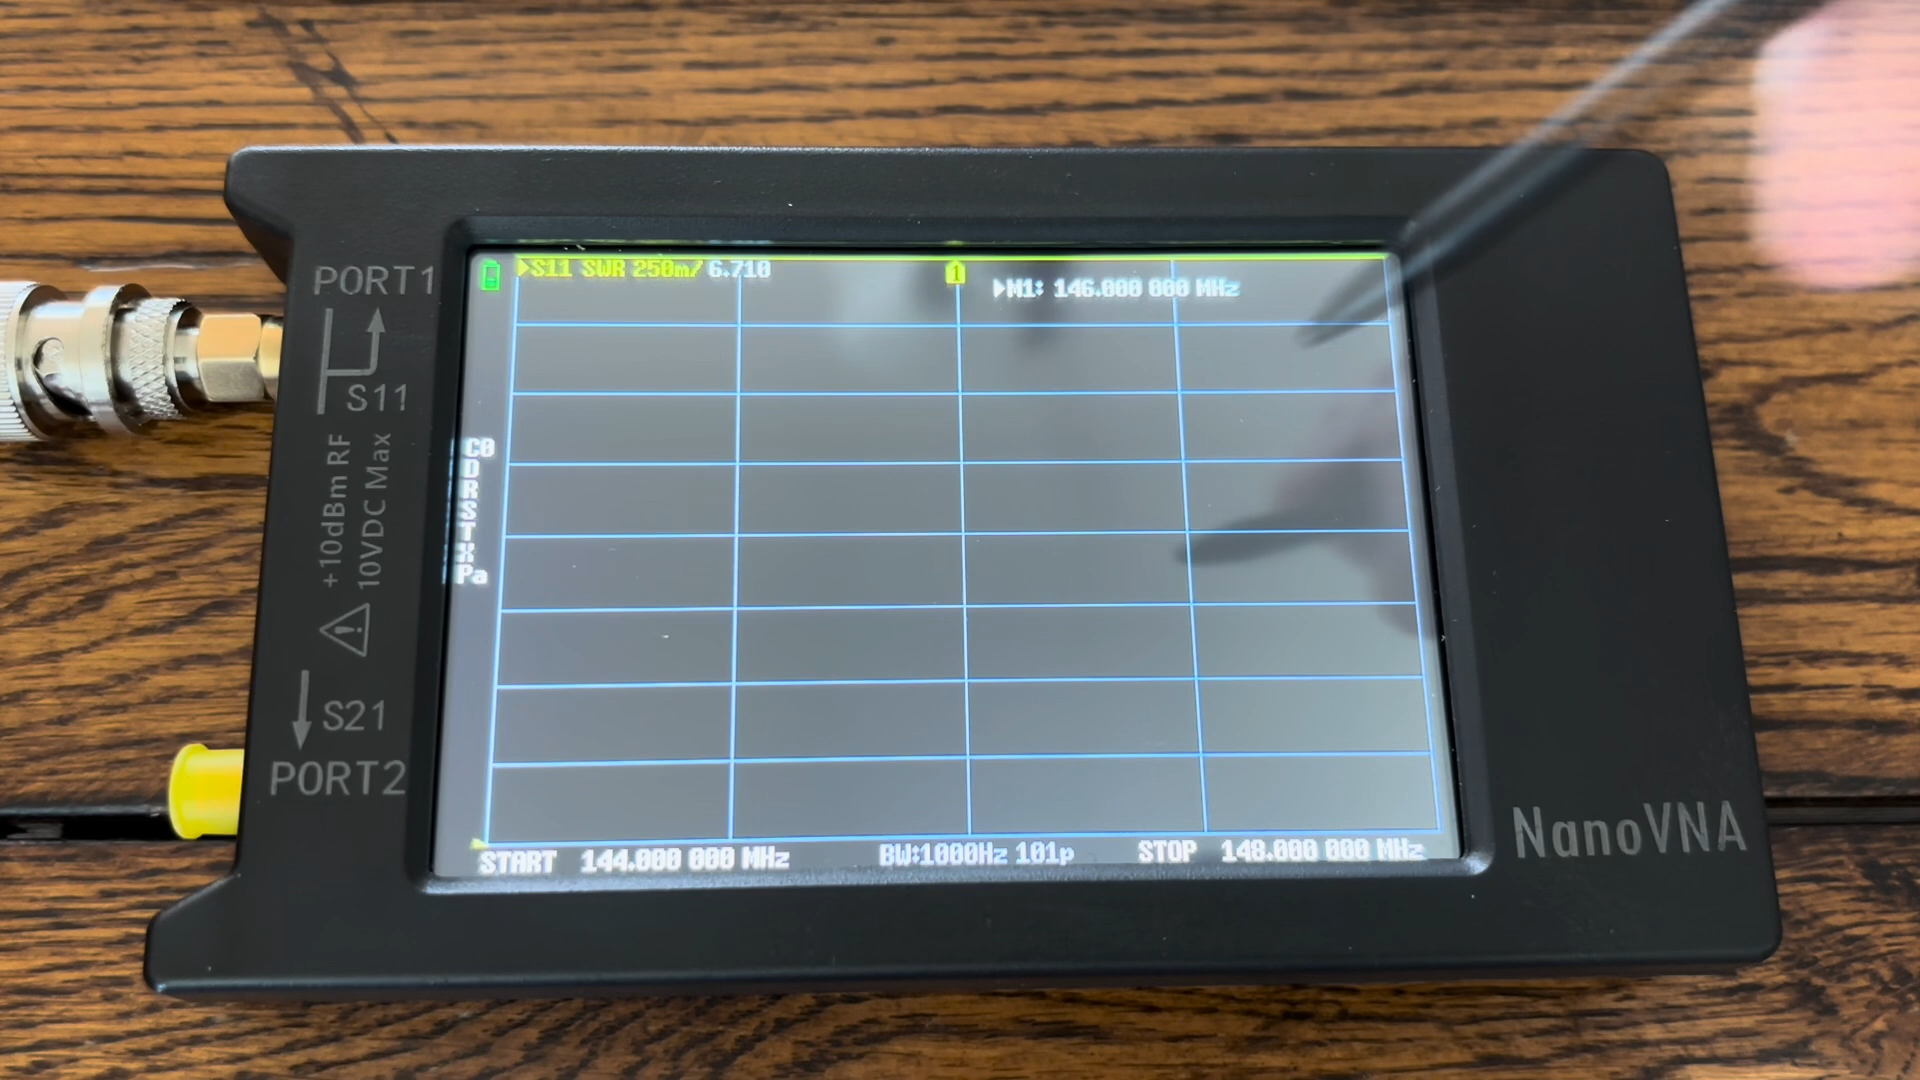 PORT1
S11
+10dBm RF
10VDC Max
S21
PORT2
S11 SWR 250m/ 6.710
1
M1: 146.000 000 MHz
C0
D
R
S
T
X
Pa
START 144.000 000 MHz
BW:1000Hz 101p
STOP 148.000 000 MHz
NanoVNA